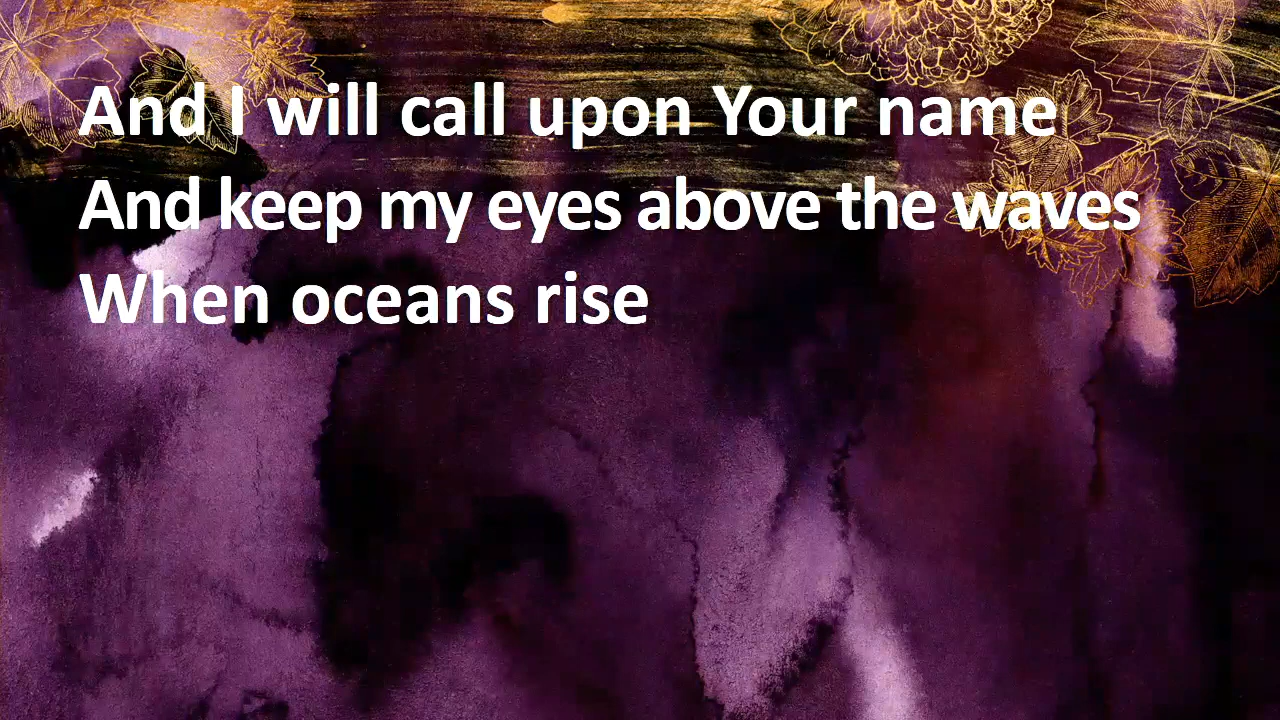 And I will call upon Your name
And keep my eyes above the waves
When oceans rise